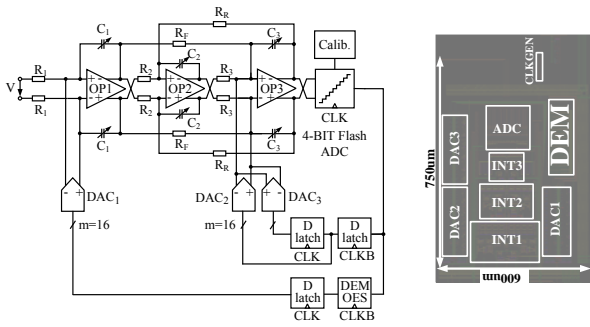 R_R
C_1
R_F
C_3
C_2
Calib.
V
R_1
R_2
R_3
+ -
OP1
OP2
OP3
R_1
R_2
R_3
CLK
C_2
4-BIT Flash
ADC
C_1
R_F
C_3
R_R
- +
DAC_1
DAC_2
- +
+ -
DAC_3
m=16
m=16
D
latch
CLK
D
latch
CLKB
D
latch
CLK
DEM
OES
CLKB
CLKGEN
750um
DAC3
ADC
DEM
INT3
DAC2
INT2
DAC1
INT1
600um